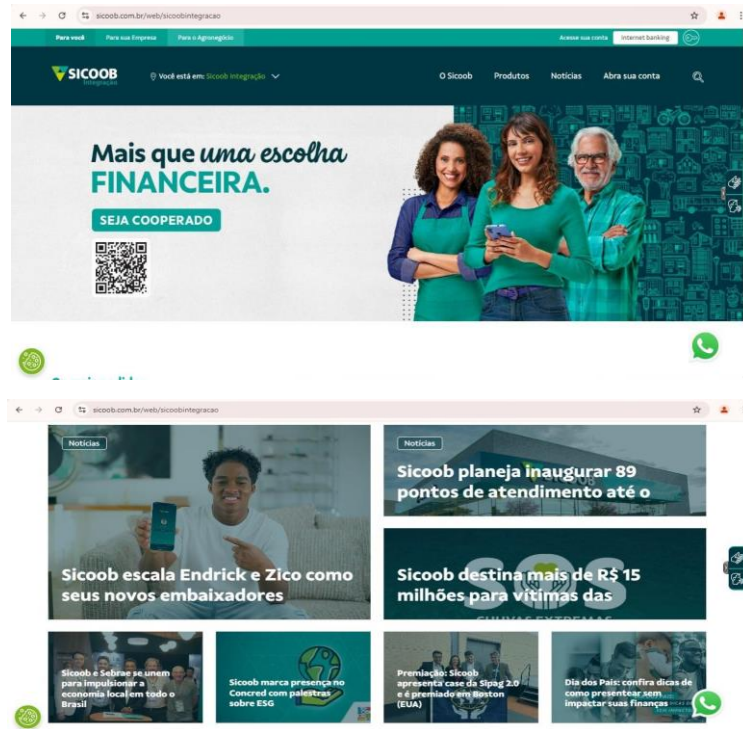 sicoob.com.br/web/sicoobintegracao
Para você Para sua Empresa Para o Agronegócio Acesse sua conta Internet banking
SICOOB
Integração
Você está em: Sicoob Integração
O Sicoob Produtos Notícias Abra sua conta
Mais que uma escolha
FINANCEIRA.
SEJA COOPERADO
sicoob.com.br/web/sicoobintegracao
Notícias
Sicoob escala Endrick e Zico como
seus novos embaixadores
Notícias
Sicoob planeja inaugurar 89
pontos de atendimento até o
SOS
Sicoob destina mais de R$ 15
milhões para vítimas das
CHUVAS EXTREMAS
Sicoob e Sebrae se unem
para impulsionar a
economia local em todo o
Brasil
Sicoob marca presença no
Concred com palestras
sobre ESG
Premiação: Sicoob
apresenta case da Sipag 2.0
e é premiado em Boston
(EUA)
Dia dos Pais: confira dicas de
como presentear sem
impactar suas finanças